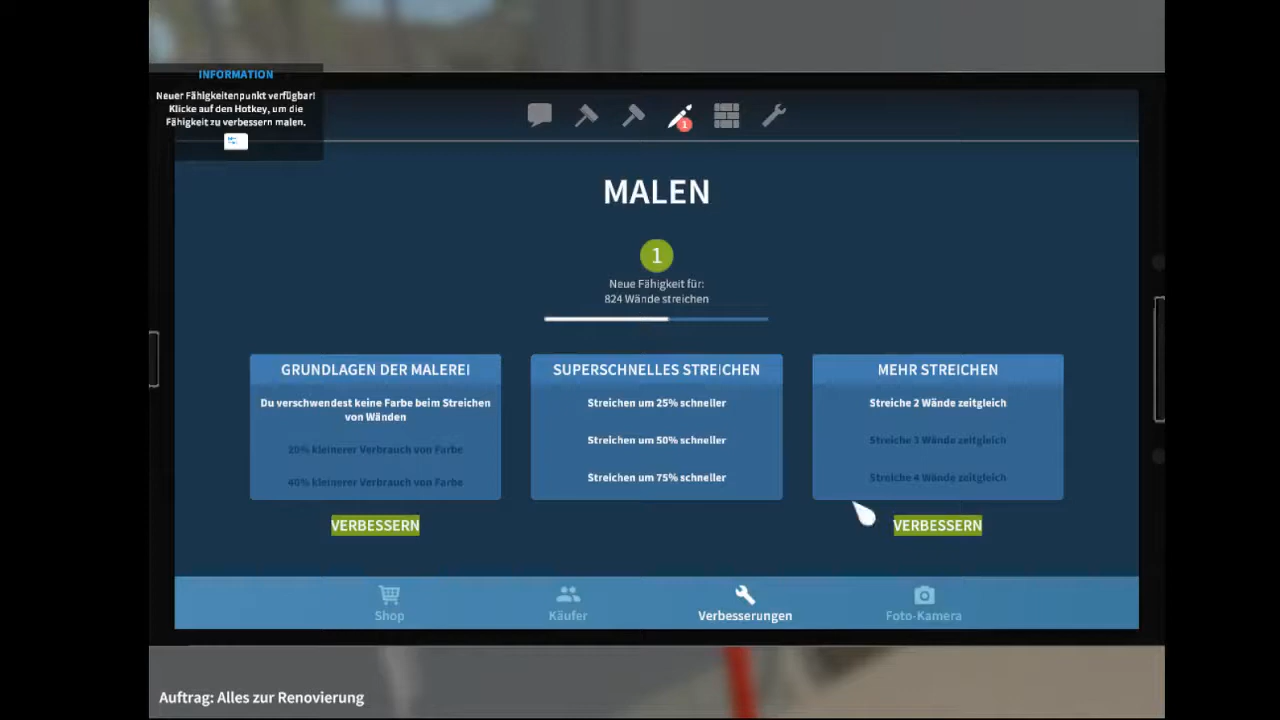 INFORMATION
Neuer Fähigkeitenpunkt verfügbar!
Klicke auf den Hotkey, um die
Fähigkeit zu verbessern malen.
1
MALEN
1
Neue Fähigkeit für:
824 Wände streichen
GRUNDLAGEN DER MALEREI
Du verschwendest keine Farbe beim Streichen
von Wänden
20% kleinerer Verbrauch von Farbe
40% kleinerer Verbrauch von Farbe
VERBESSERN
SUPERSCHNELLES STREICHEN
Streichen um 25% schneller
Streichen um 50% schneller
Streichen um 75% schneller
MEHR STREICHEN
Streiche 2 Wände zeitgleich
Streiche 3 Wände zeitgleich
Streiche 4 Wände zeitgleich
VERBESSERN
Shop
Käufer
Verbesserungen
Foto-Kamera
Auftrag: Alles zur Renovierung